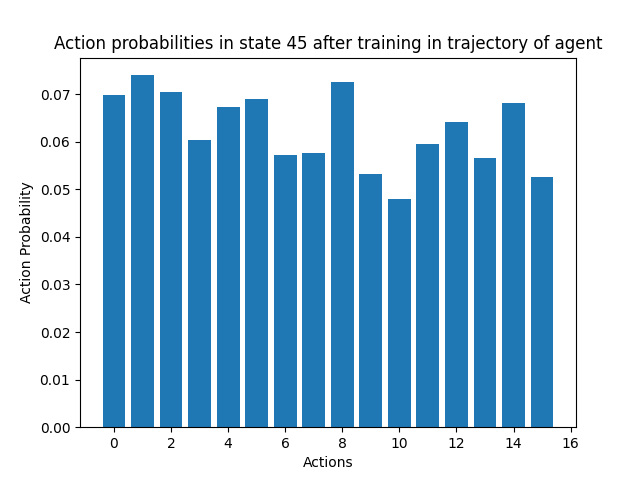 Action probabilities in state 45 after training in trajectory of agent
0.07
0.06
0.05
0.04
0.03
0.02
0.01
0.00
Action Probability
0 2 4 6 8 10 12 14 16
Actions